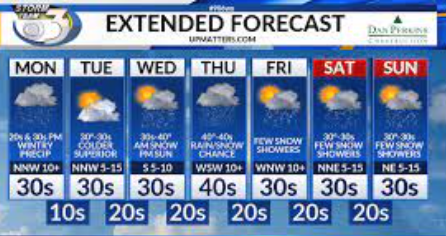 STORM
TEAM
5
EXTENDED FORECAST
UPMATTERS.COM
DAN PERKINS
CONSTRUCTION
MON
TUE
WED
THU
FRI
SAT
SUN
20s & 30s PM
WINTRY
PRECIP
30°-30s
COLDER
SUPERIOR
30s-40°
AM SNOW
PM SUN
40°-40s
RAIN/SNOW
CHANCE
FEW SNOW
SHOWERS
30°-30s
FEW SNOW
SHOWERS
30°-30s
FEW SNOW
SHOWERS
NNW 10+
NNW 5-15
S 5-10
WSW 10+
WNW 10+
NNE 5-15
NE 5-15
30s
30s
30s
40s
30s
30s
30s
10s
20s
20s
20s
20s
20s